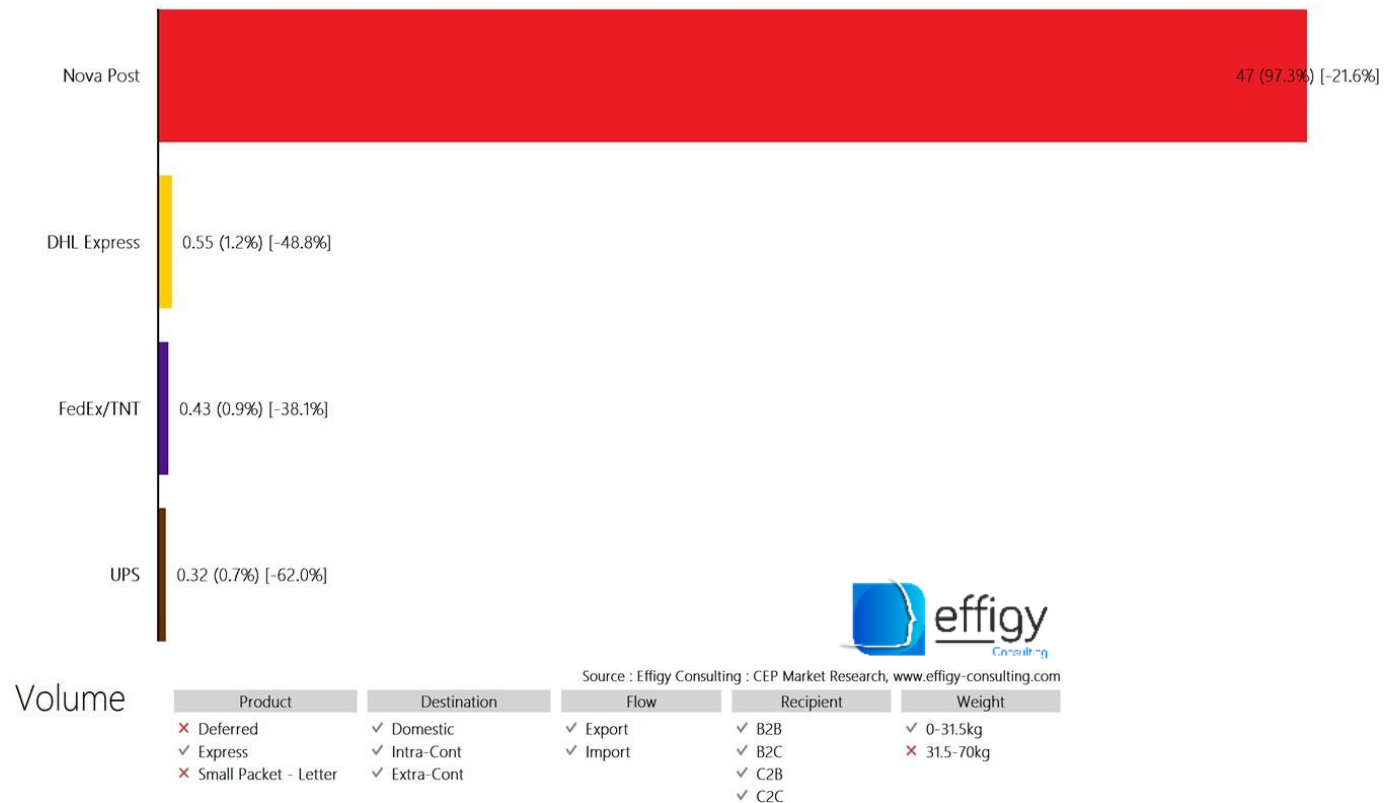 Nova Post
47 (97.3%) [-21.6%]
DHL Express
0.55 (1.2%) [-48.8%]
FedEx/TNT
0.43 (0.9%) [-38.1%]
UPS
0.32 (0.7%) [-62.0%]
effigy
Consulting
Source : Effigy Consulting : CEP Market Research, www.effigy-consulting.com
Volume
Product
✗ Deferred
✓ Express
✗ Small Packet - Letter
Destination
✓ Domestic
✓ Intra-Cont
✓ Extra-Cont
Flow
✓ Export
✓ Import
Recipient
✓ B2B
✓ B2C
✓ C2B
✓ C2C
Weight
✓ 0-31.5kg
✗ 31.5-70kg